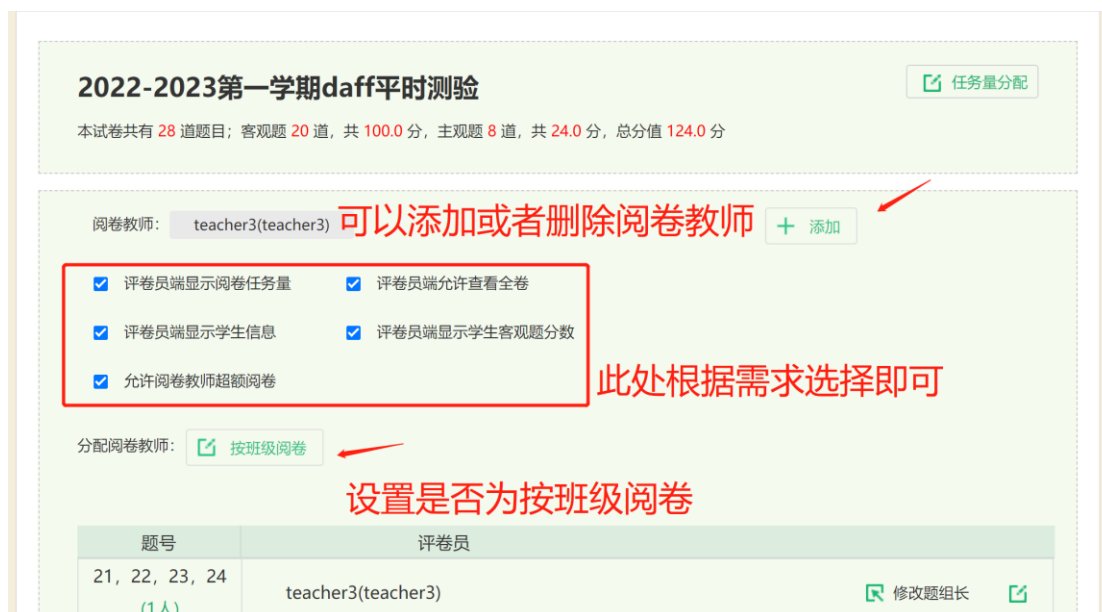 2022-2023第一学期daff平时测验
任务量分配
本试卷共有 28 道题目；客观题 20 道，共 100.0 分，主观题 8 道，共 24.0 分，总分值 124.0 分
阅卷教师： teacher3(teacher3) 可以添加或者删除阅卷教师 添加
评卷员端显示阅卷任务量 评卷员端允许查看全卷
评卷员端显示学生信息 评卷员端显示学生客观题分数
允许阅卷教师超额阅卷
此处根据需求选择即可
分配阅卷教师： 按班级阅卷
设置是否为按班级阅卷
题号 评卷员
21，22，23，24
teacher3(teacher3) 修改题组长
(1人)